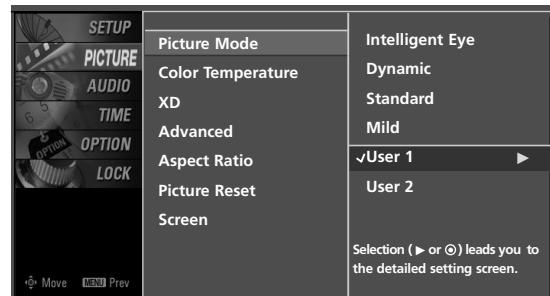 SETUP
PICTURE
AUDIO
TIME
OPTION
LOCK
Move MENU Prev
Picture Mode
Color Temperature
XD
Advanced
Aspect Ratio
Picture Reset
Screen
Intelligent Eye
Dynamic
Standard
Mild
✓User 1 ▶
User 2
Selection ( ▶ or ⊙ ) leads you to
the detailed setting screen.